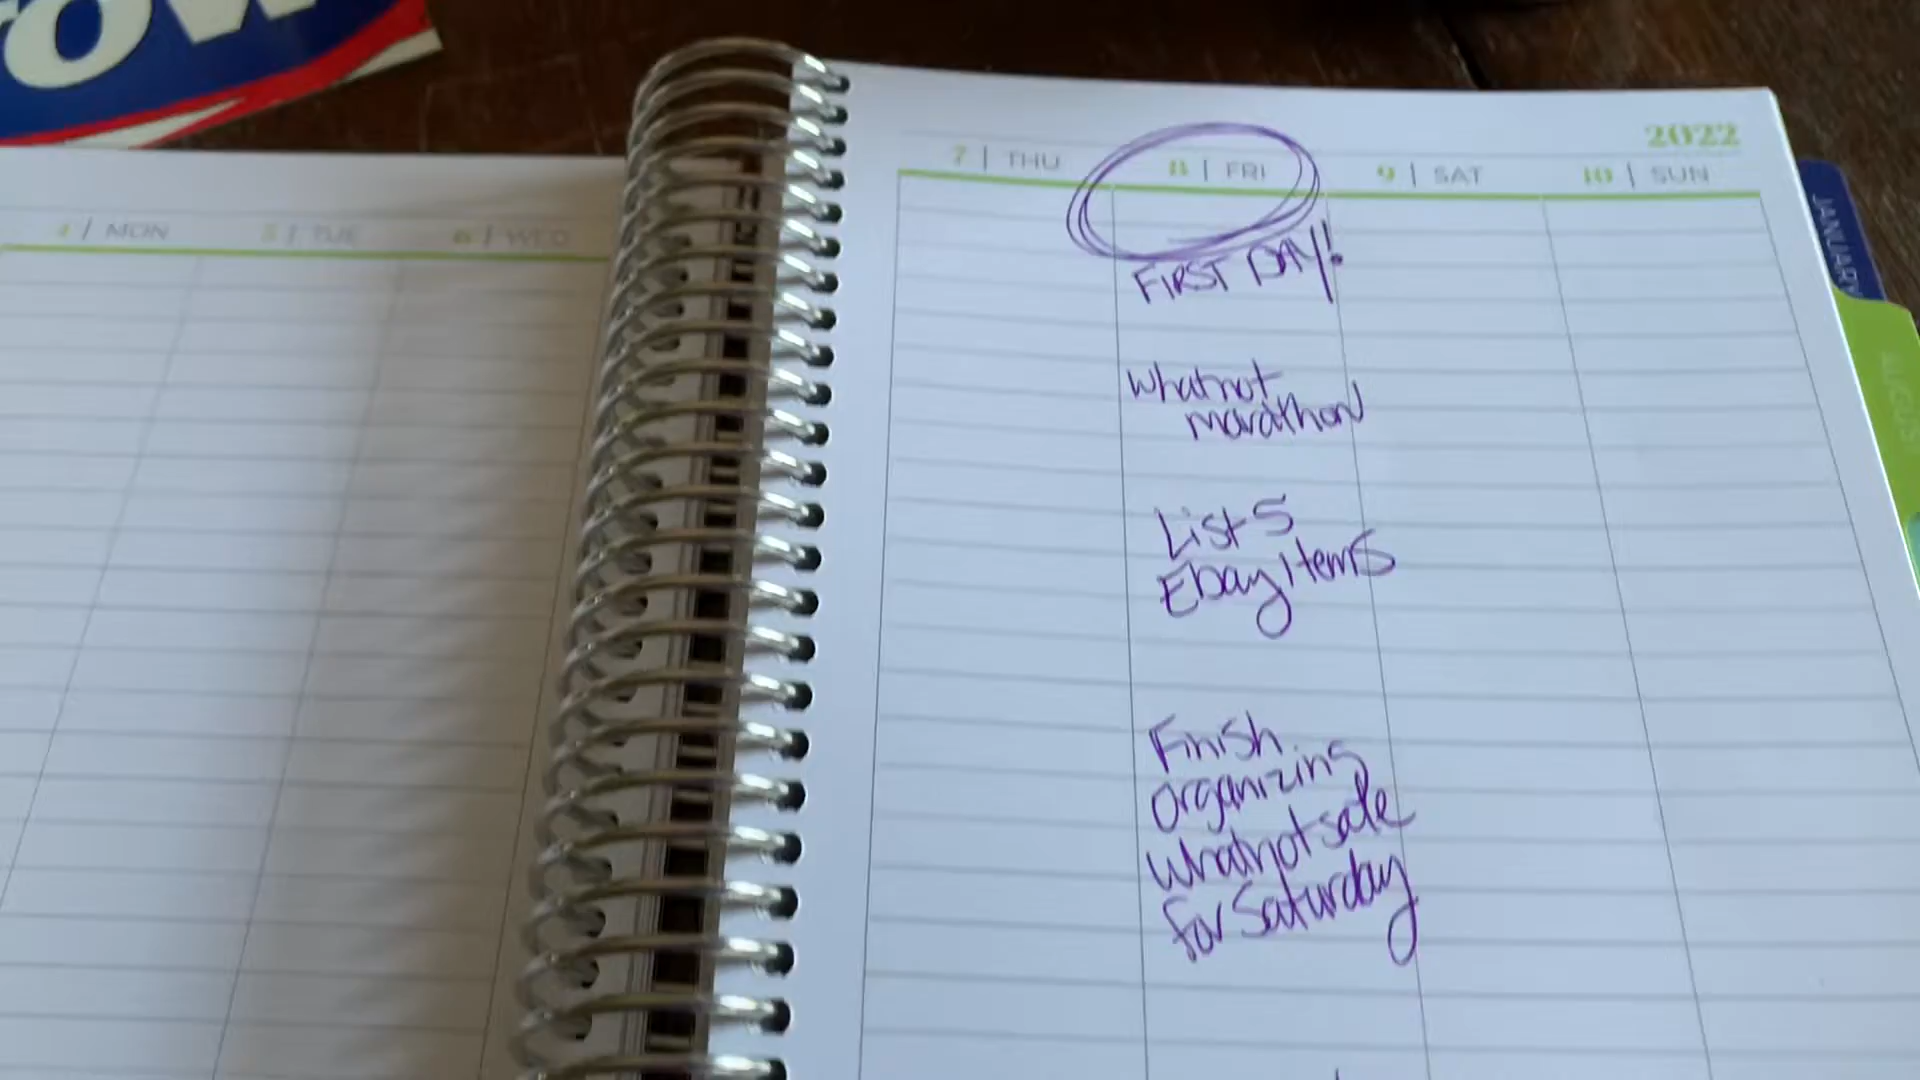 ow
2022
4 | MON
5 | TUE
6 | WED
7 | THU
8 | FRI
9 | SAT
10 | SUN
FIRST DAY!
Whatnot
marathon
List 5
Ebay Items
Finish
organizing
Whatnot sale
for Saturday
JANUARY